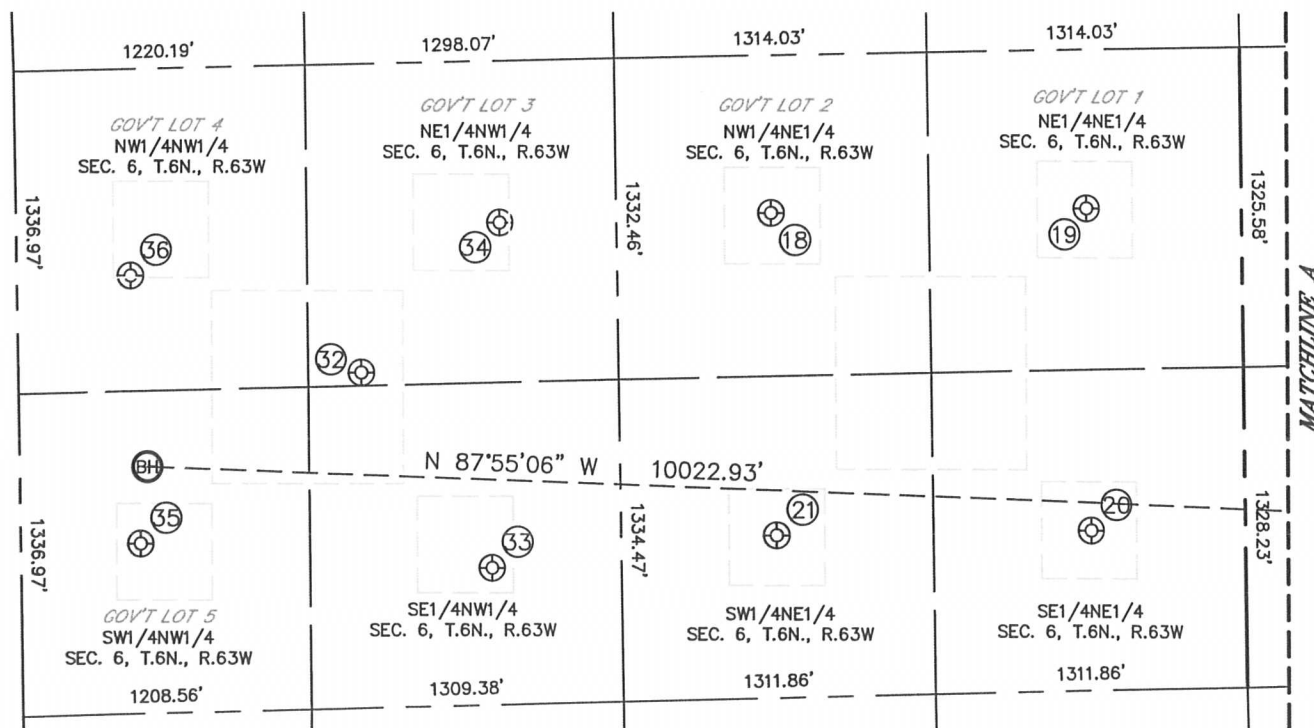 1220.19'
1298.07'
1314.03'
1314.03'
GOV'T LOT 4
NW1/4NW1/4
SEC. 6, T.6N., R.63W
GOV'T LOT 3
NE1/4NW1/4
SEC. 6, T.6N., R.63W
GOV'T LOT 2
NW1/4NE1/4
SEC. 6, T.6N., R.63W
GOV'T LOT 1
NE1/4NE1/4
SEC. 6, T.6N., R.63W
1336.97'
36
34
1332.46'
18
19
1325.58'
MATCHLINE A
32
BH
N 87°55'06" W 10022.93'
1336.97'
35
33
1334.47'
21
20
1328.23'
GOV'T LOT 5
SW1/4NW1/4
SEC. 6, T.6N., R.63W
SE1/4NW1/4
SEC. 6, T.6N., R.63W
SW1/4NE1/4
SEC. 6, T.6N., R.63W
SE1/4NE1/4
SEC. 6, T.6N., R.63W
1208.56'
1309.38'
1311.86'
1311.86'